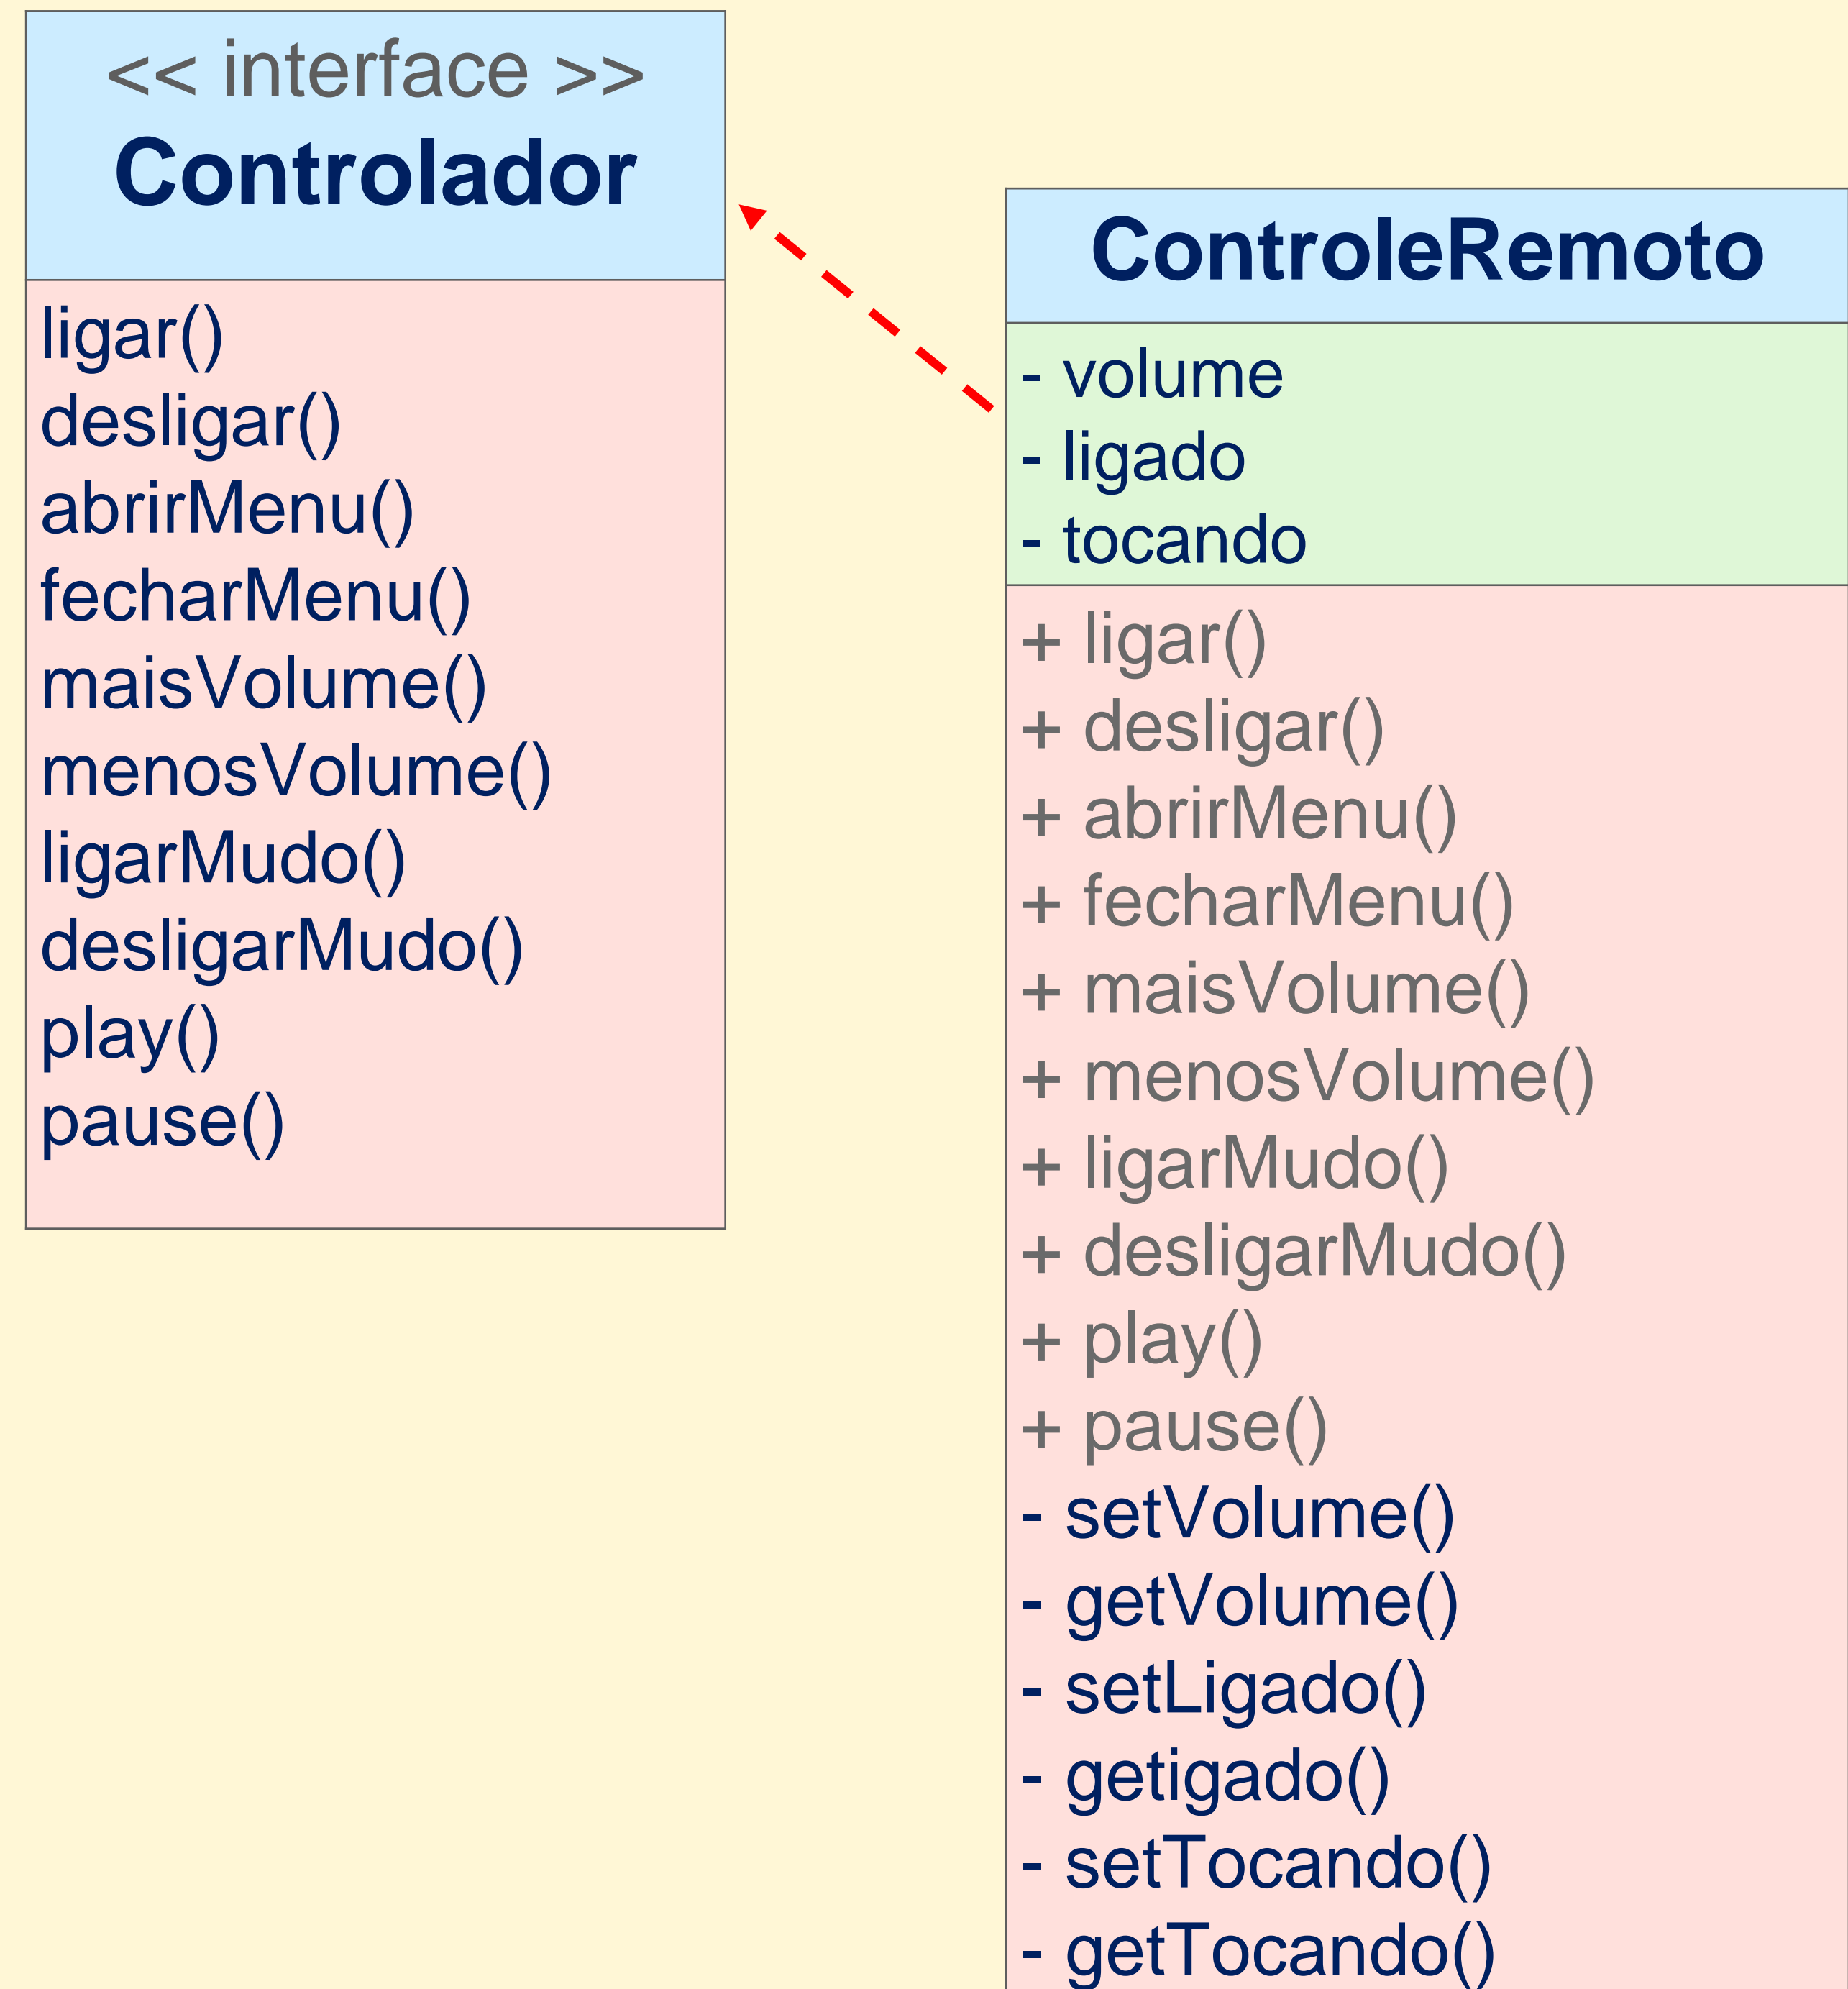 << interface >>
Controlador
ligar()
desligar()
abrirMenu()
fecharMenu()
maisVolume()
menosVolume()
ligarMudo()
desligarMudo()
play()
pause()
ControleRemoto
- volume
- ligado
- tocando
+ ligar()
+ desligar()
+ abrirMenu()
+ fecharMenu()
+ maisVolume()
+ menosVolume()
+ ligarMudo()
+ desligarMudo()
+ play()
+ pause()
- setVolume()
- getVolume()
- setLigado()
- getigado()
- setTocando()
- getTocando()